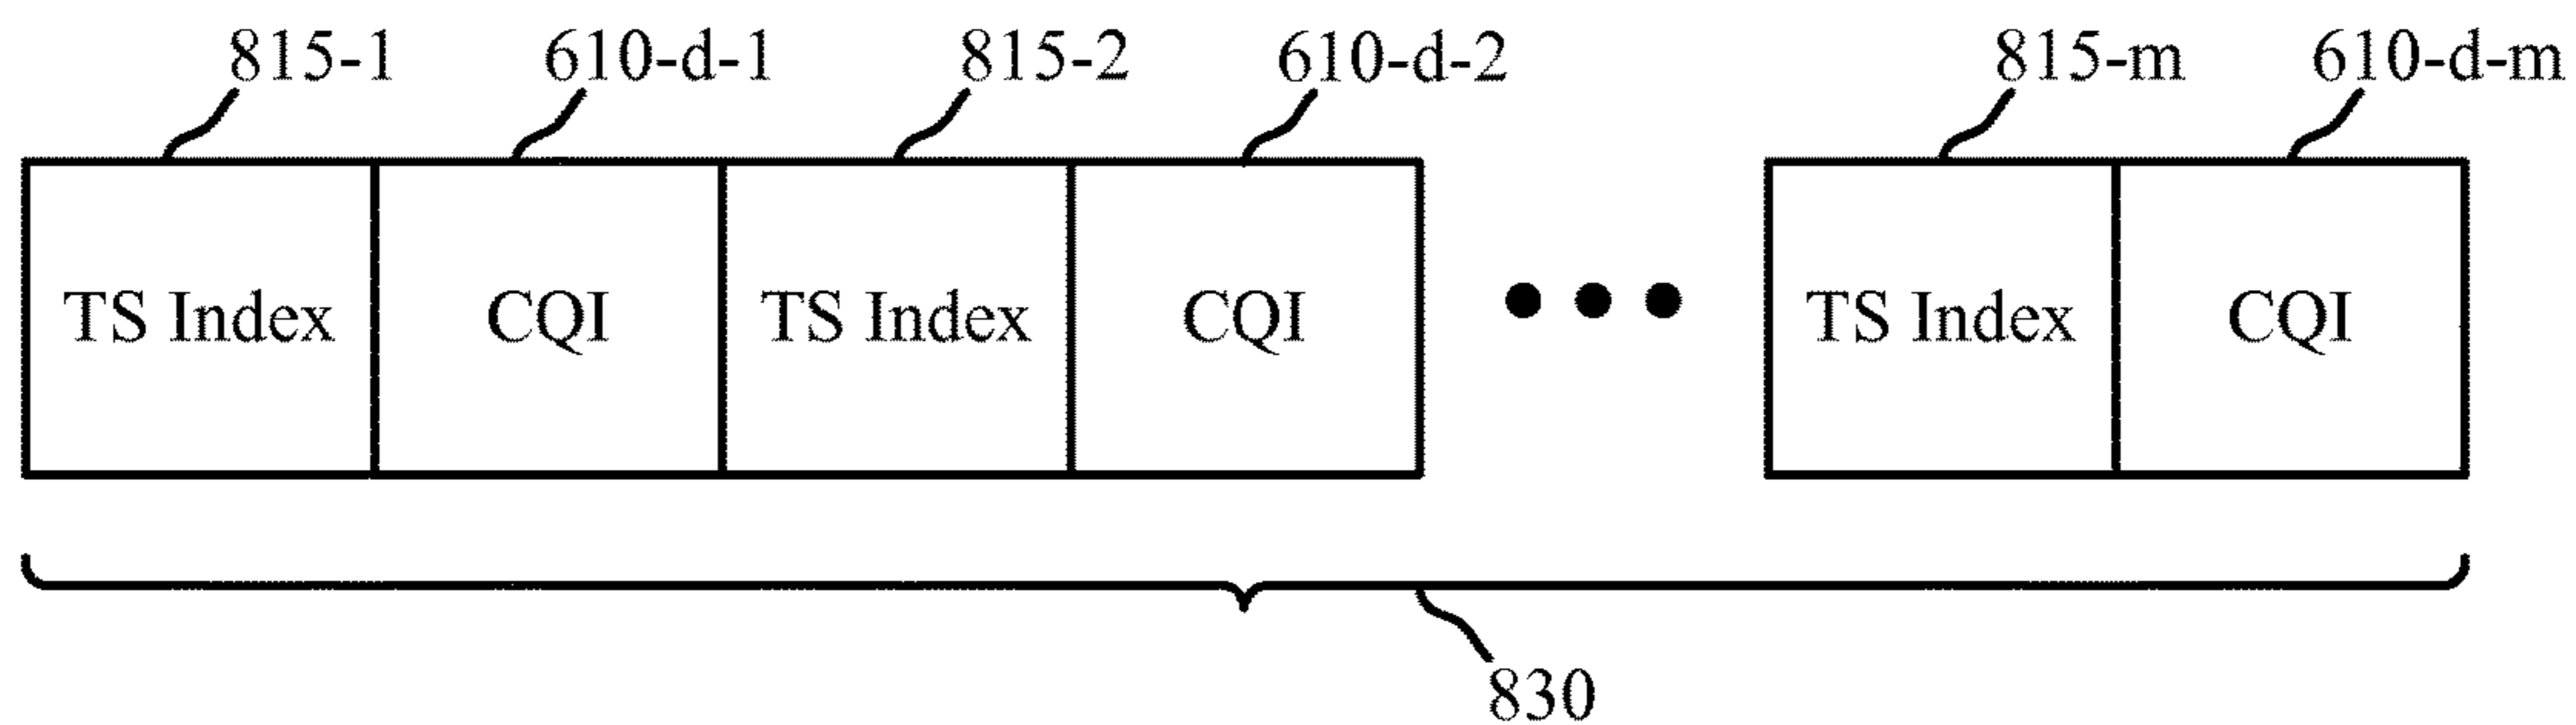 815-1 610-d-1 815-2 610-d-2 815-m 610-d-m
TS Index CQI TS Index CQI TS Index CQI
830